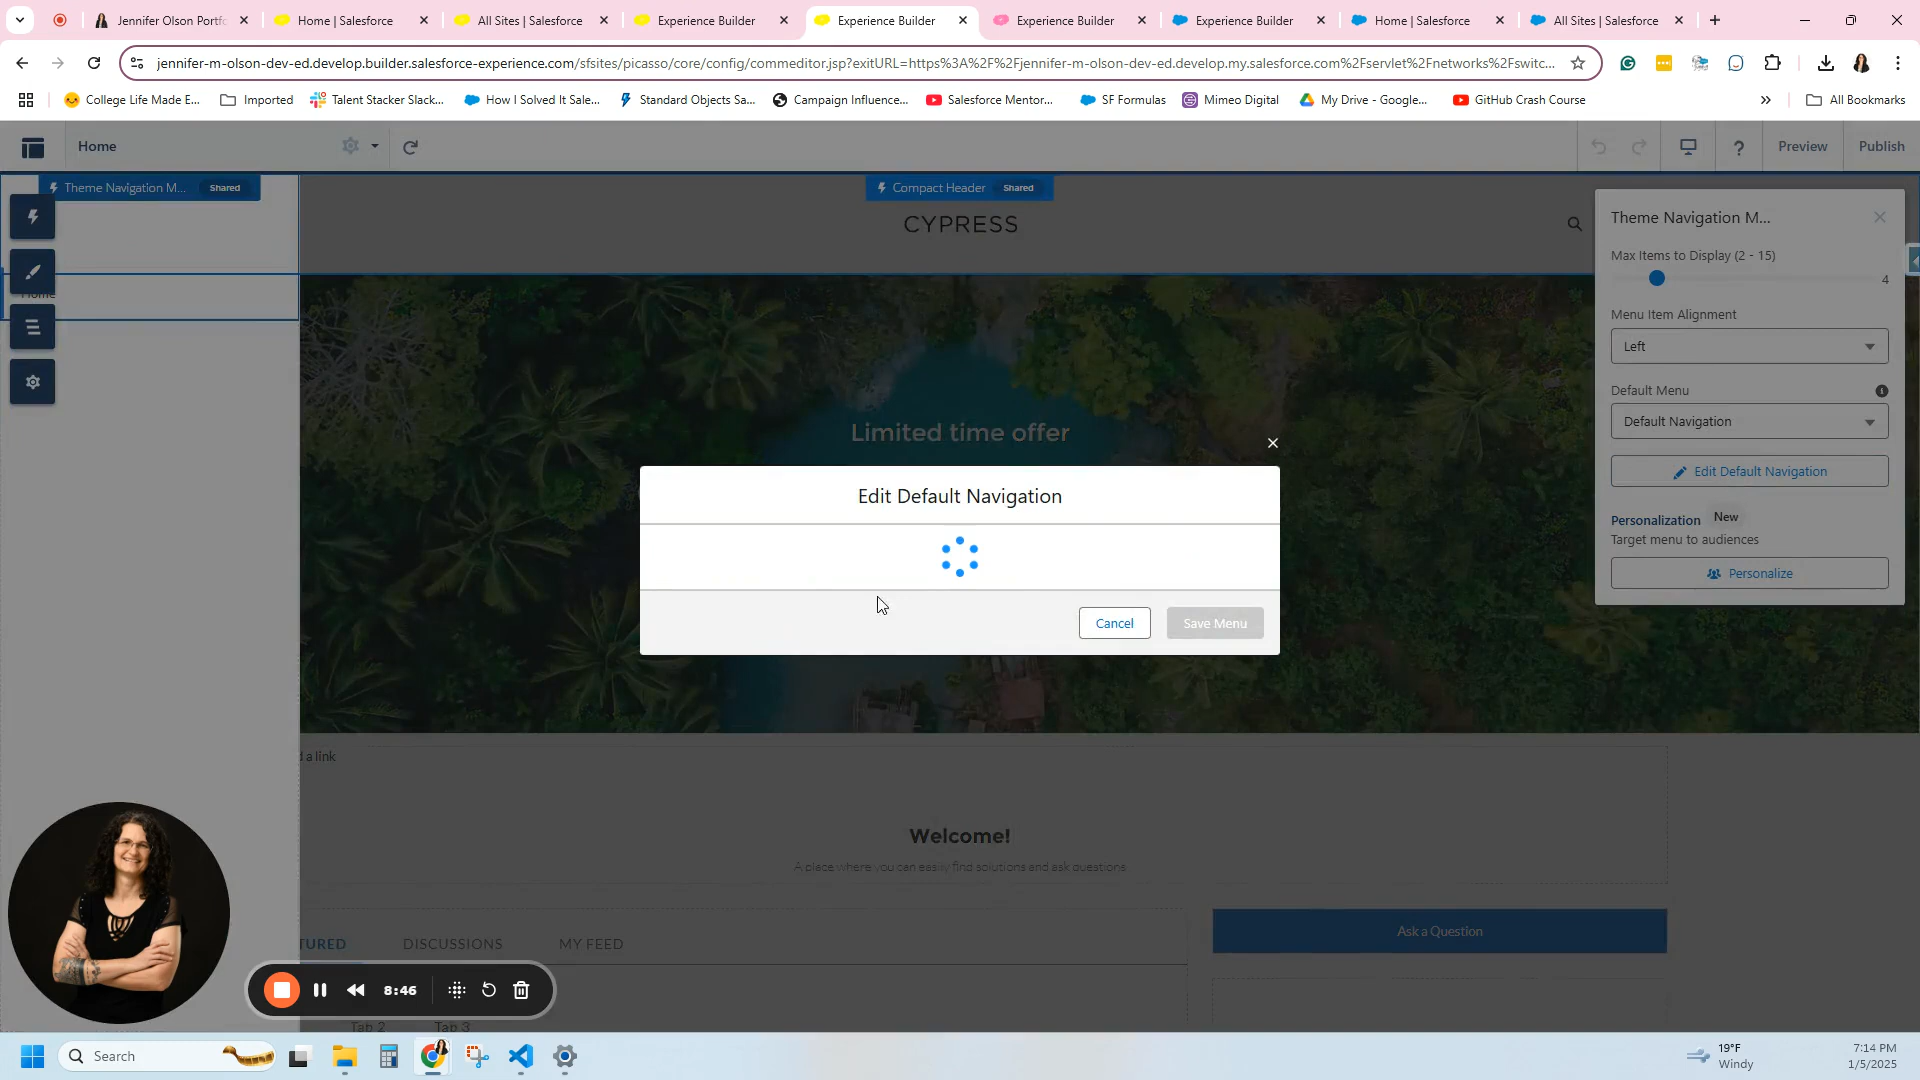 Jennifer Olson Portfo
Home | Salesforce
All Sites | Salesforce
Experience Builder
Experience Builder
Experience Builder
Experience Builder
Home | Salesforce
All Sites | Salesforce
jennifer-m-olson-dev-ed.develop.builder.salesforce-experience.com/sfsites/picasso/core/config/commeditor.jsp?exitURL=https%3A%2F%2Fjennifer-m-olson-dev-ed.develop.my.salesforce.com%2Fservlet%2Fnetworks%2Fswitc...
College Life Made E...
Imported
Talent Stacker Slack...
How I Solved It Sale...
Standard Objects Sa...
Campaign Influence...
Salesforce Mentor...
SF Formulas
Mimeo Digital
My Drive - Google...
GitHub Crash Course
All Bookmarks
Home
Preview
Publish
Theme Navigation M...
Shared
Compact Header
Shared
CYPRESS
Home
Limited time offer
Theme Navigation M...
Max Items to Display (2 - 15)
4
Menu Item Alignment
Left
Default Menu
Default Navigation
Edit Default Navigation
Personalization
New
Target menu to audiences
Personalize
Edit Default Navigation
Cancel
Save Menu
d a link
Welcome!
A place where you can easily find solutions and ask questions
TURED
DISCUSSIONS
MY FEED
Ask a Question
Tab 2
Tab 3
8:46
Search
19°F
Windy
7:14 PM
1/5/2025